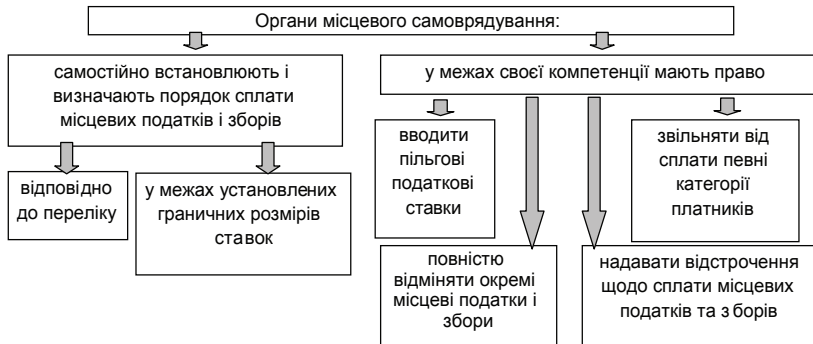 Органи місцевого самоврядування:
самостійно встановлюють і
визначають порядок сплати
місцевих податків і зборів
у межах своєї компетенції мають право
відповідно
до переліку
у межах установлених
граничних розмірів
ставок
вводити
пільгові
податкові
ставки
звільняти від
сплати певні
категорії
платників
повністю
відміняти окремі
місцеві податки і
збори
надавати відстрочення
щодо сплати місцевих
податків та з борів